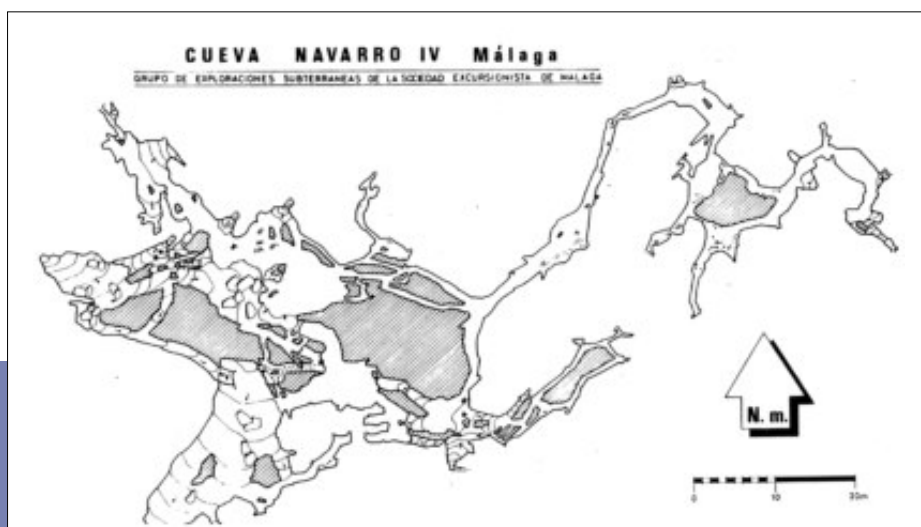 CUEVA NAVARRO IV Málaga
GRUPO DE EXPLORACIONES SUBTERRANEAS DE LA SOCIEDAD EXCURSIONISTA DE MALAGA
N. m.
0 10 20m